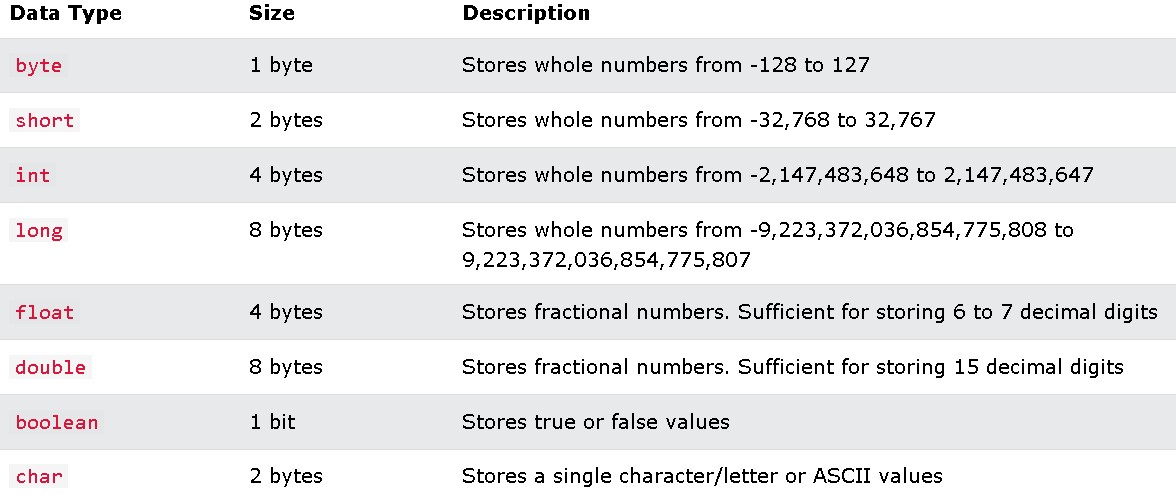 Data Type Size Description
byte 1 byte Stores whole numbers from -128 to 127
short 2 bytes Stores whole numbers from -32,768 to 32,767
int 4 bytes Stores whole numbers from -2,147,483,648 to 2,147,483,647
long 8 bytes Stores whole numbers from -9,223,372,036,854,775,808 to
9,223,372,036,854,775,807
float 4 bytes Stores fractional numbers. Sufficient for storing 6 to 7 decimal digits
double 8 bytes Stores fractional numbers. Sufficient for storing 15 decimal digits
boolean 1 bit Stores true or false values
char 2 bytes Stores a single character/letter or ASCII values